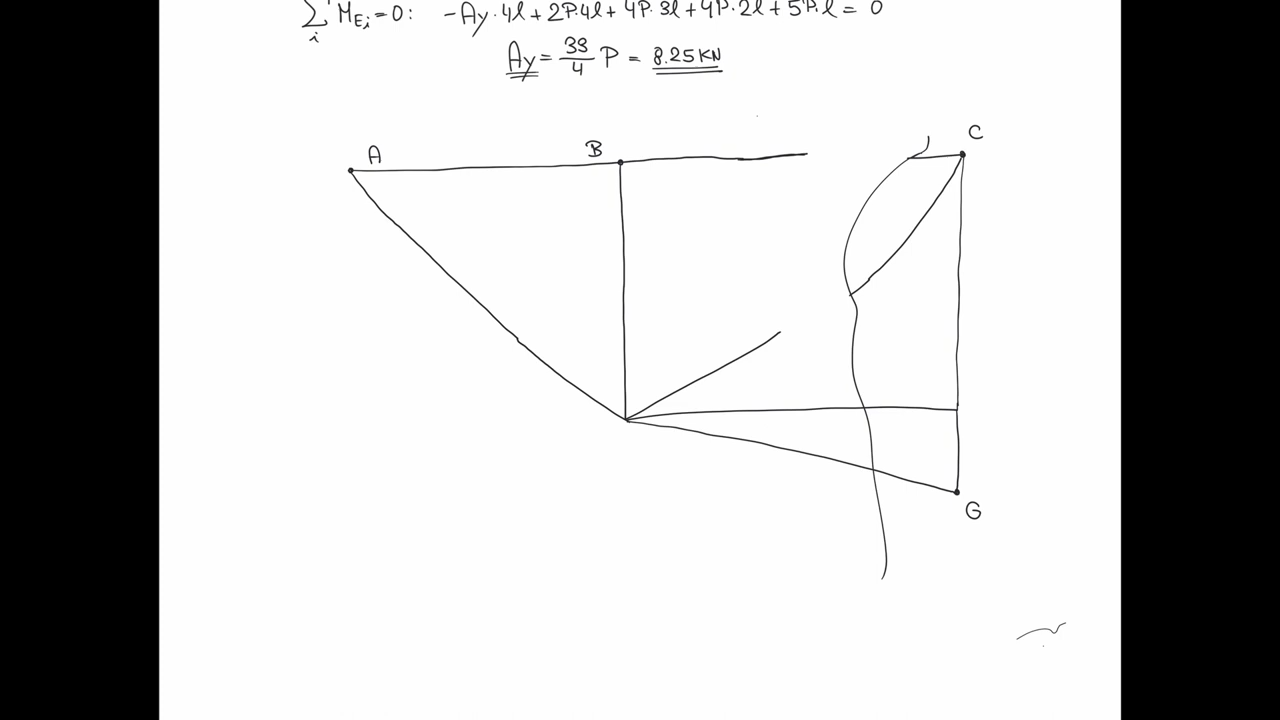 ∑ᵢ M_Ei = 0: -Ay·4l + 2P·4l + 4P·3l + 4P·2l + 5P·l = 0
Ay = 33/4 P = 8.25 KN
A B C
G